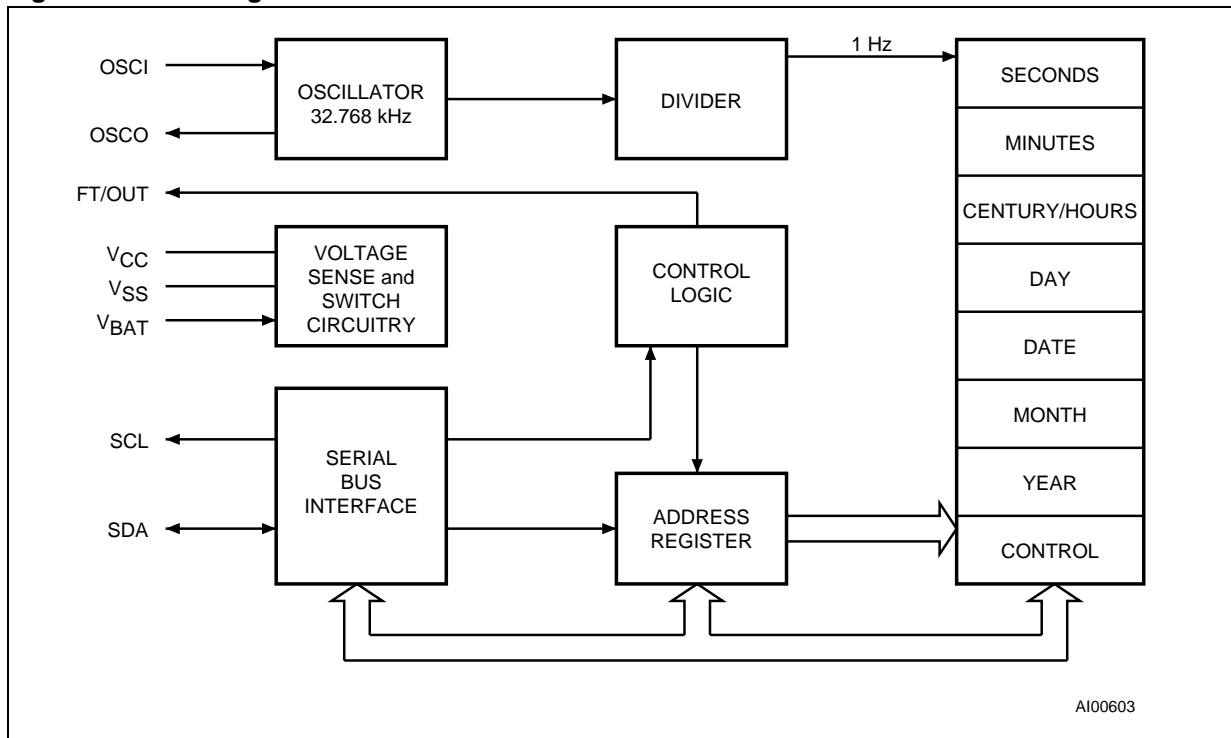 OSCI
OSCILLATOR
32.768 kHz
DIVIDER
1 Hz
SECONDS
OSCO
MINUTES
FT/OUT
CENTURY/HOURS
VCC
VSS
VBAT
VOLTAGE
SENSE and
SWITCH
CIRCUITRY
CONTROL
LOGIC
DAY
DATE
MONTH
SCL
SERIAL
BUS
INTERFACE
SDA
ADDRESS
REGISTER
YEAR
CONTROL
AI00603